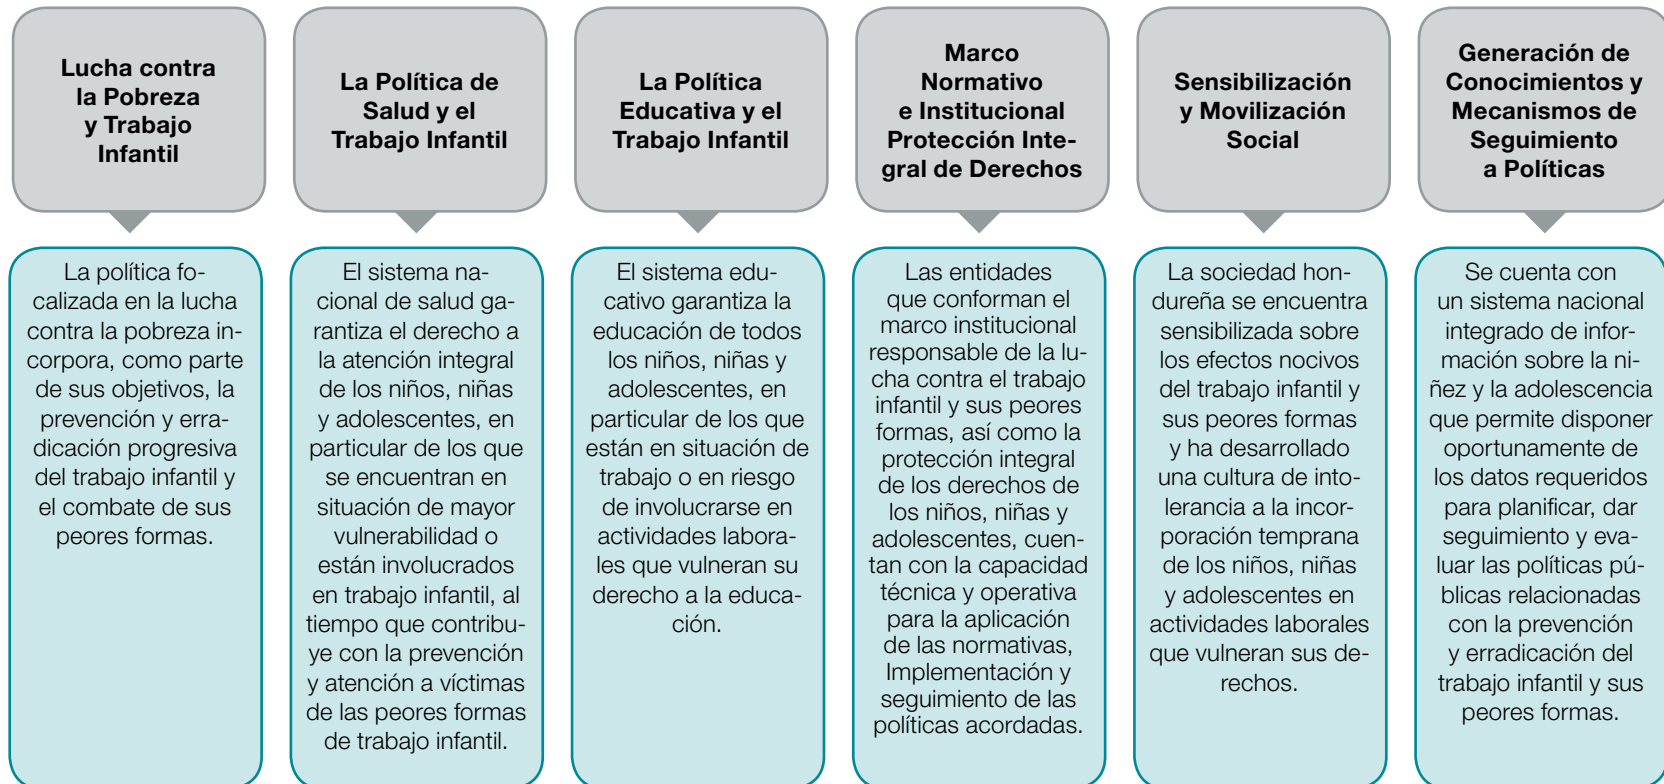 Lucha contra
la Pobreza
y Trabajo
Infantil
La política fo-
calizada en la lucha
contra la pobreza in-
corpora, como parte
de sus objetivos, la
prevención y erra-
dicación progresiva
del trabajo infantil y
el combate de sus
peores formas.
La Política de
Salud y el
Trabajo Infantil
El sistema na-
cional de salud ga-
rantiza el derecho a
la atención integral
de los niños, niñas
y adolescentes, en
particular de los que
se encuentran en
situación de mayor
vulnerabilidad o
están involucrados
en trabajo infantil, al
tiempo que contribu-
ye con la prevención
y atención a víctimas
de las peores formas
de trabajo infantil.
La Política
Educativa y el
Trabajo Infantil
El sistema edu-
cativo garantiza la
educación de todos
los niños, niñas y
adolescentes, en
particular de los que
están en situación de
trabajo o en riesgo
de involucrarse en
actividades labora-
les que vulneran su
derecho a la educa-
ción.
Marco
Normativo
e Institucional
Protección Inte-
gral de Derechos
Las entidades
que conforman el
marco institucional
responsable de la lu-
cha contra el trabajo
infantil y sus peores
formas, así como la
protección integral
de los derechos de
los niños, niñas y
adolescentes, cuen-
tan con la capacidad
técnica y operativa
para la aplicación
de las normativas,
Implementación y
seguimiento de las
políticas acordadas.
Sensibilización
y Movilización
Social
La sociedad hon-
dureña se encuentra
sensibilizada sobre
los efectos nocivos
del trabajo infantil y
sus peores formas
y ha desarrollado
una cultura de into-
lerancia a la incor-
poración temprana
de los niños, niñas
y adolescentes en
actividades laborales
que vulneran sus de-
rechos.
Generación de
Conocimientos y
Mecanismos de
Seguimiento
a Políticas
Se cuenta con
un sistema nacional
integrado de infor-
mación sobre la ni-
ñez y la adolescencia
que permite disponer
oportunamente de
los datos requeridos
para planificar, dar
seguimiento y eva-
luar las políticas pú-
blicas relacionadas
con la prevención
y erradicación del
trabajo infantil y sus
peores formas.